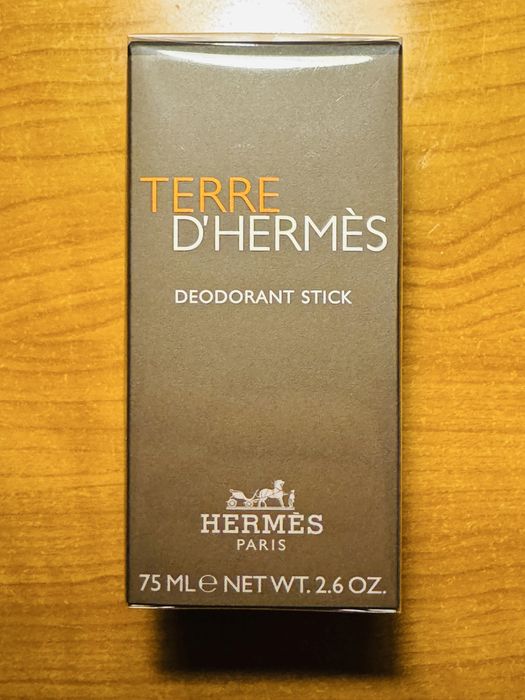 TERRE
D'HERMÈS
DEODORANT STICK
HERMÈS
PARIS
75 ML ℮ NET WT. 2.6 OZ.